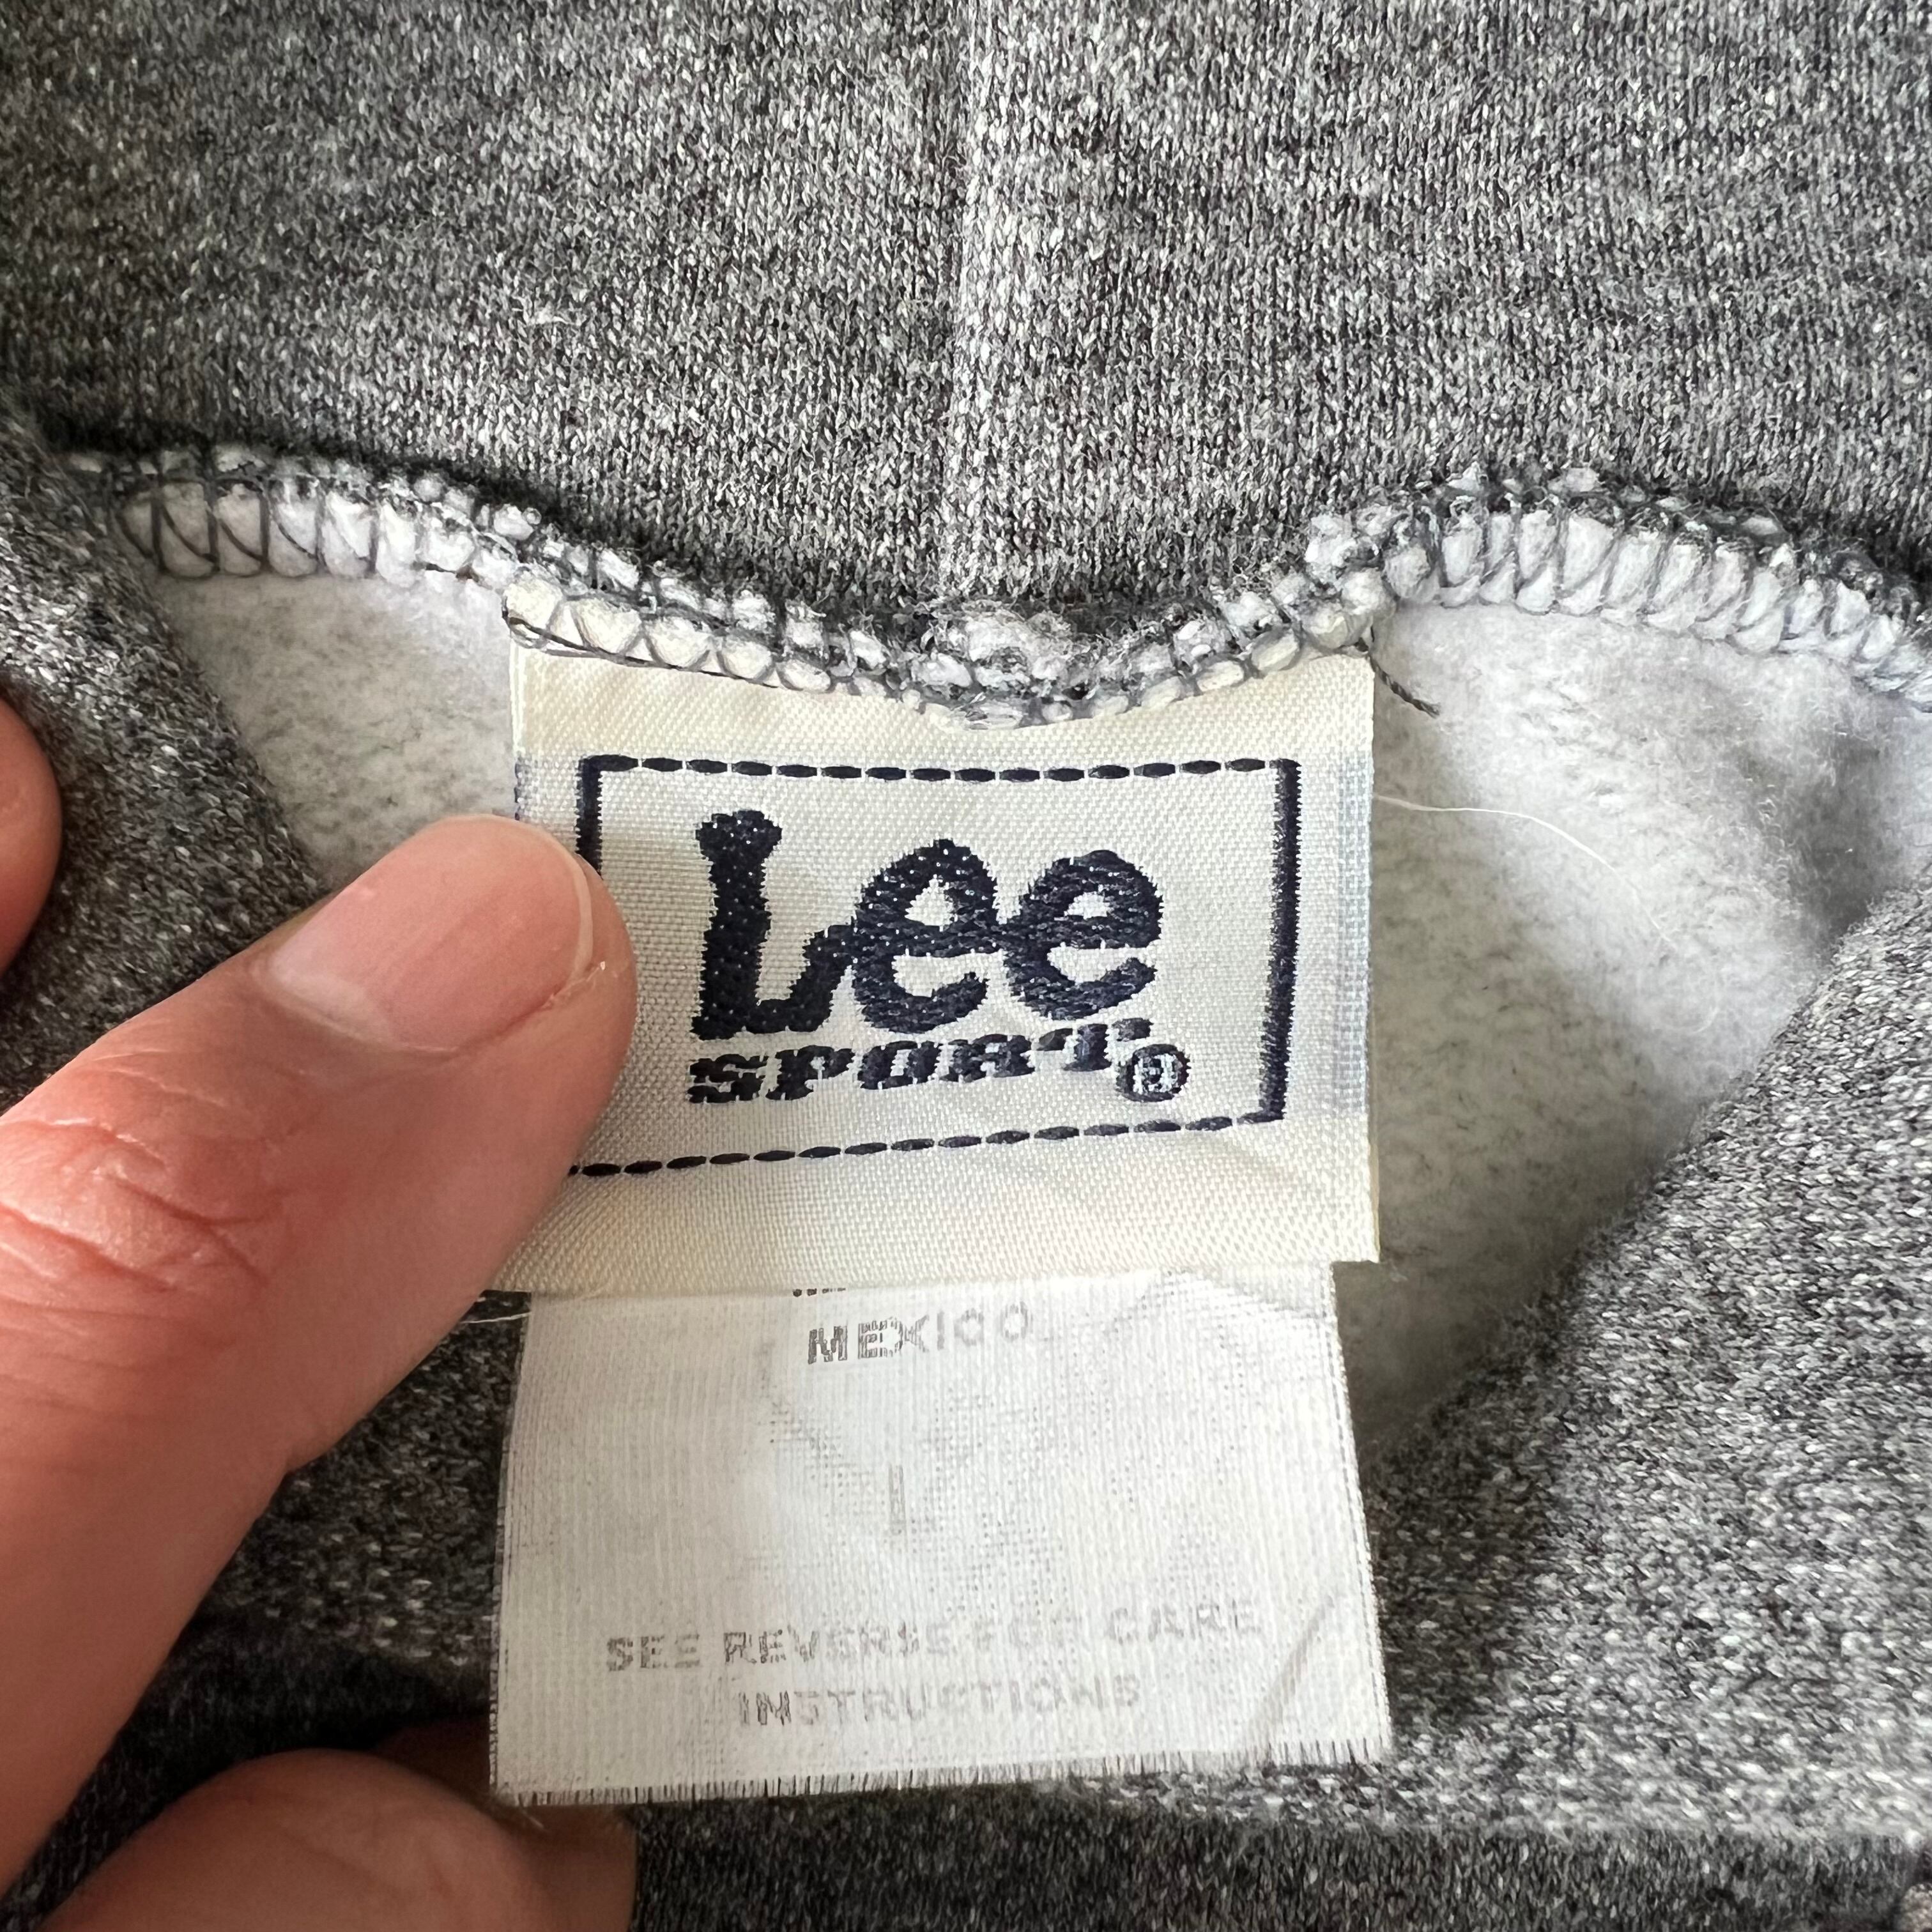 Lee
SPORT®
MEXICO
L
SEE REVERSE FOR CARE
INSTRUCTIONS